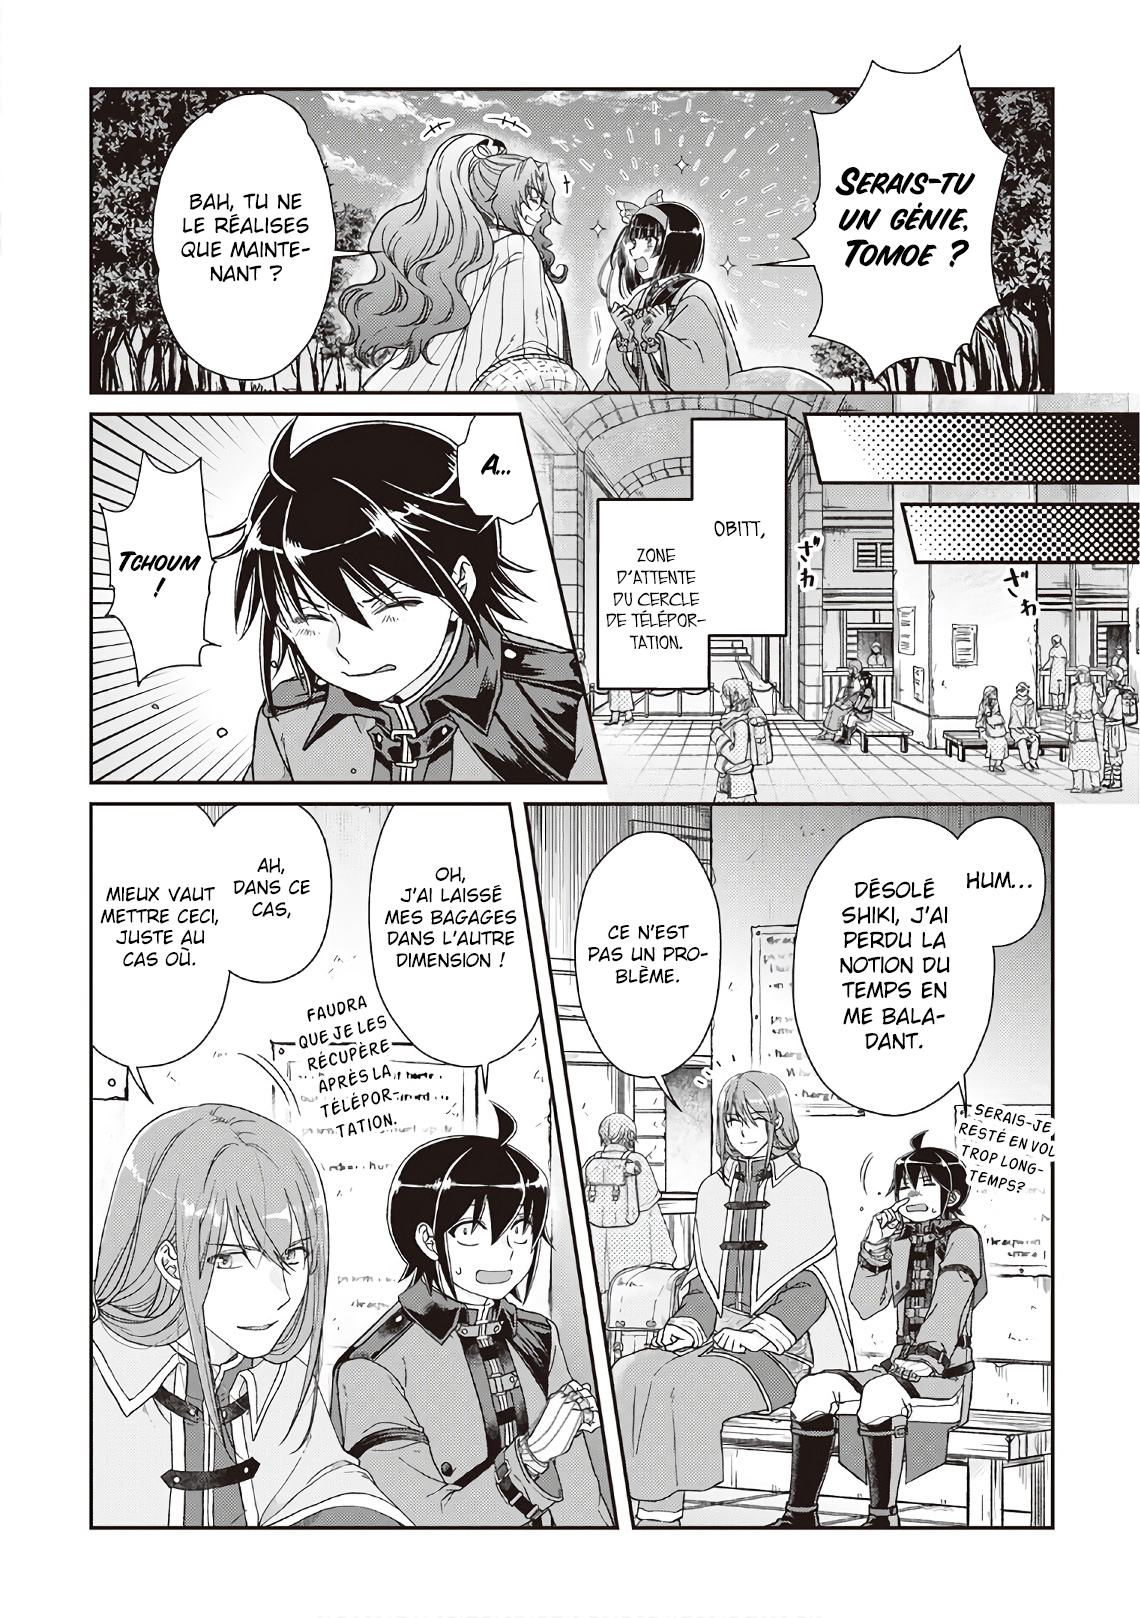 SERAIS-TU
UN GÉNIE,
TOMOE ?
BAH, TU NE
LE RÉALISES
QUE MAINTE-
NANT ?
OBITT,
ZONE
D'ATTENTE
DU CERCLE
DE TÉLÉPOR-
TATION.
ざわ
ざわ
A...
TCHOUM
!
HUM...
DÉSOLÉ
SHIKI, J'AI
PERDU LA
NOTION DU
TEMPS EN
ME BALA-
DANT.
SERAIS-JE
RESTÉ EN VOL
TROP LONG-
TEMPS?
CE N'EST
PAS UN PRO-
BLÈME.
OH,
J'AI LAISSÉ
MES BAGAGES
DANS L'AUTRE
DIMENSION !
FAUDRA
QUE JE LES
RÉCUPÈRE
APRÈS LA
TÉLÉPOR-
TATION.
AH,
DANS CE
CAS,
MIEUX VAUT
METTRE CECI,
JUSTE AU
CAS OÙ.